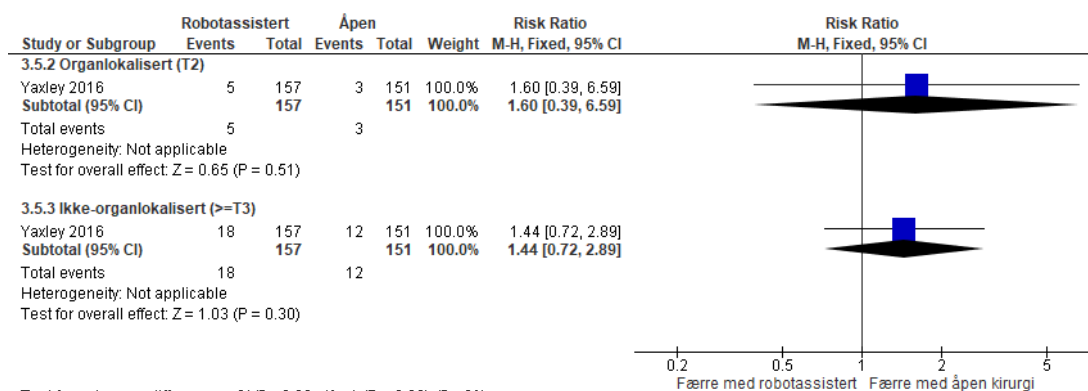 Robotassistert Åpen Risk Ratio Risk Ratio
Study or Subgroup Events Total Events Total Weight M-H, Fixed, 95% CI M-H, Fixed, 95% CI
3.5.2 Organlokalisert (T2)
Yaxley 2016 5 157 3 151 100.0% 1.60 [0.39, 6.59]
Subtotal (95% CI) 157 151 100.0% 1.60 [0.39, 6.59]
Total events 5 3
Heterogeneity: Not applicable
Test for overall effect: Z = 0.65 (P = 0.51)
3.5.3 Ikke-organlokalisert (>=T3)
Yaxley 2016 18 157 12 151 100.0% 1.44 [0.72, 2.89]
Subtotal (95% CI) 157 151 100.0% 1.44 [0.72, 2.89]
Total events 18 12
Heterogeneity: Not applicable
Test for overall effect: Z = 1.03 (P = 0.30)
0.2 0.5 1 2 5
Færre med robotassistert Færre med åpen kirurgi